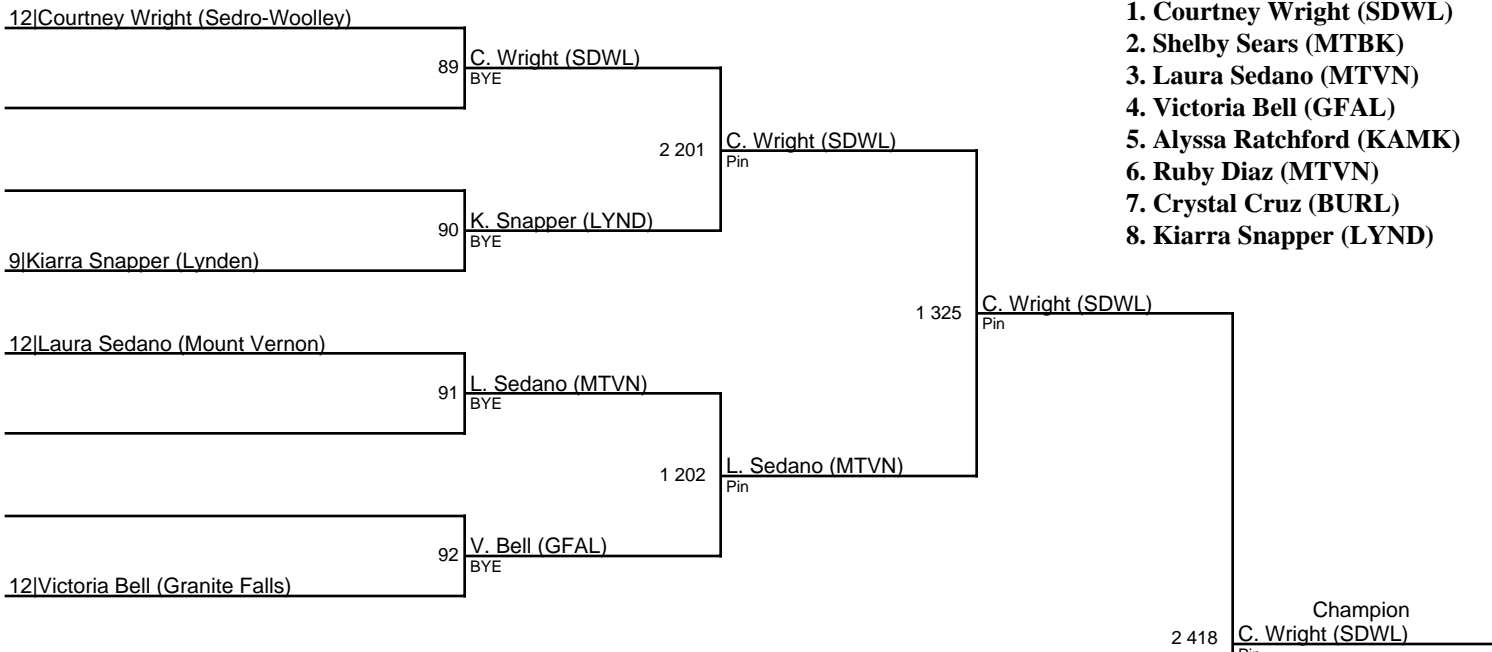 12|Courtney Wright (Sedro-Woolley)
89
C. Wright (SDWL)
BYE
2 201
C. Wright (SDWL)
Pin
90
K. Snapper (LYND)
BYE
9|Kiarra Snapper (Lynden)
1 325
C. Wright (SDWL)
Pin
12|Laura Sedano (Mount Vernon)
91
L. Sedano (MTVN)
BYE
1 202
L. Sedano (MTVN)
Pin
92
V. Bell (GFAL)
BYE
12|Victoria Bell (Granite Falls)
Champion
2 418
C. Wright (SDWL)
Pin
1. Courtney Wright (SDWL)
2. Shelby Sears (MTBK)
3. Laura Sedano (MTVN)
4. Victoria Bell (GFAL)
5. Alyssa Ratchford (KAMK)
6. Ruby Diaz (MTVN)
7. Crystal Cruz (BURL)
8. Kiarra Snapper (LYND)